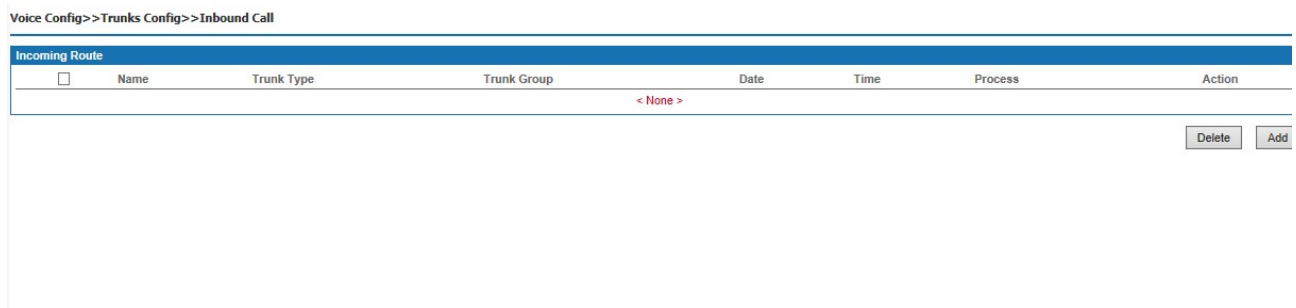 Voice Config>>Trunks Config>>Inbound Call
Incoming Route
Name Trunk Type Trunk Group Date Time Process Action
< None >
Delete Add